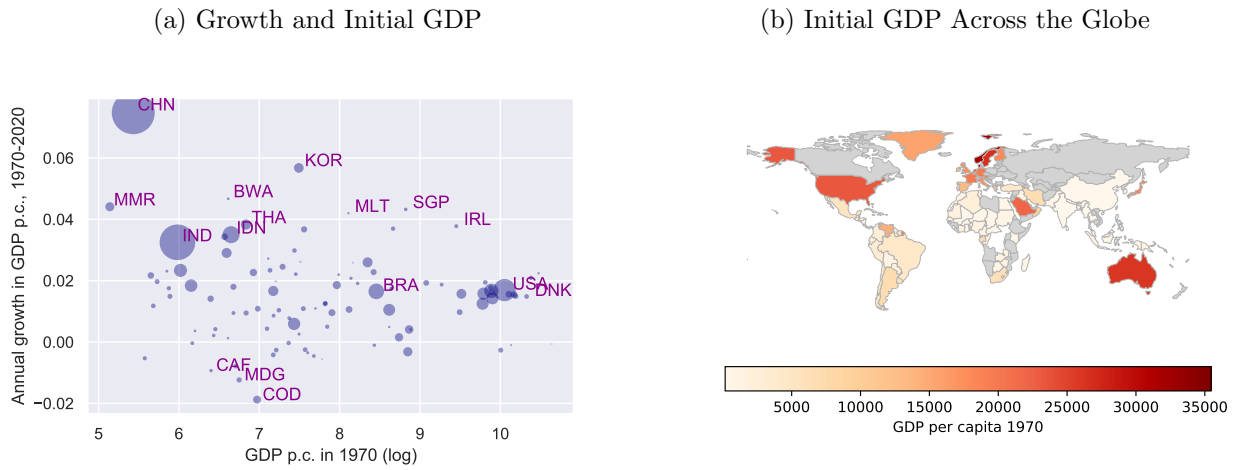 (a) Growth and Initial GDP
(b) Initial GDP Across the Globe
Annual growth in GDP p.c., 1970-2020
0.06
0.04
0.02
0.00
−0.02
CHN
KOR
MMR
BWA
MLT
SGP
THA
IDN
IRL
IND
BRA
USA
DNK
CAF
MDG
COD
5 6 7 8 9 10
GDP p.c. in 1970 (log)
5000 10000 15000 20000 25000 30000 35000
GDP per capita 1970